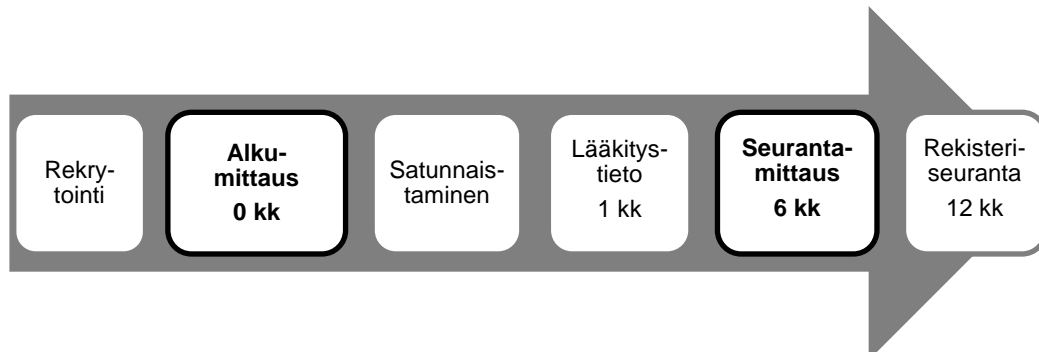 Rekry-
tointi
Alku-
mittaus
0 kk
Satunnais-
taminen
Lääkitys-
tieto
1 kk
Seuranta-
mittaus
6 kk
Rekisteri-
seuranta
12 kk